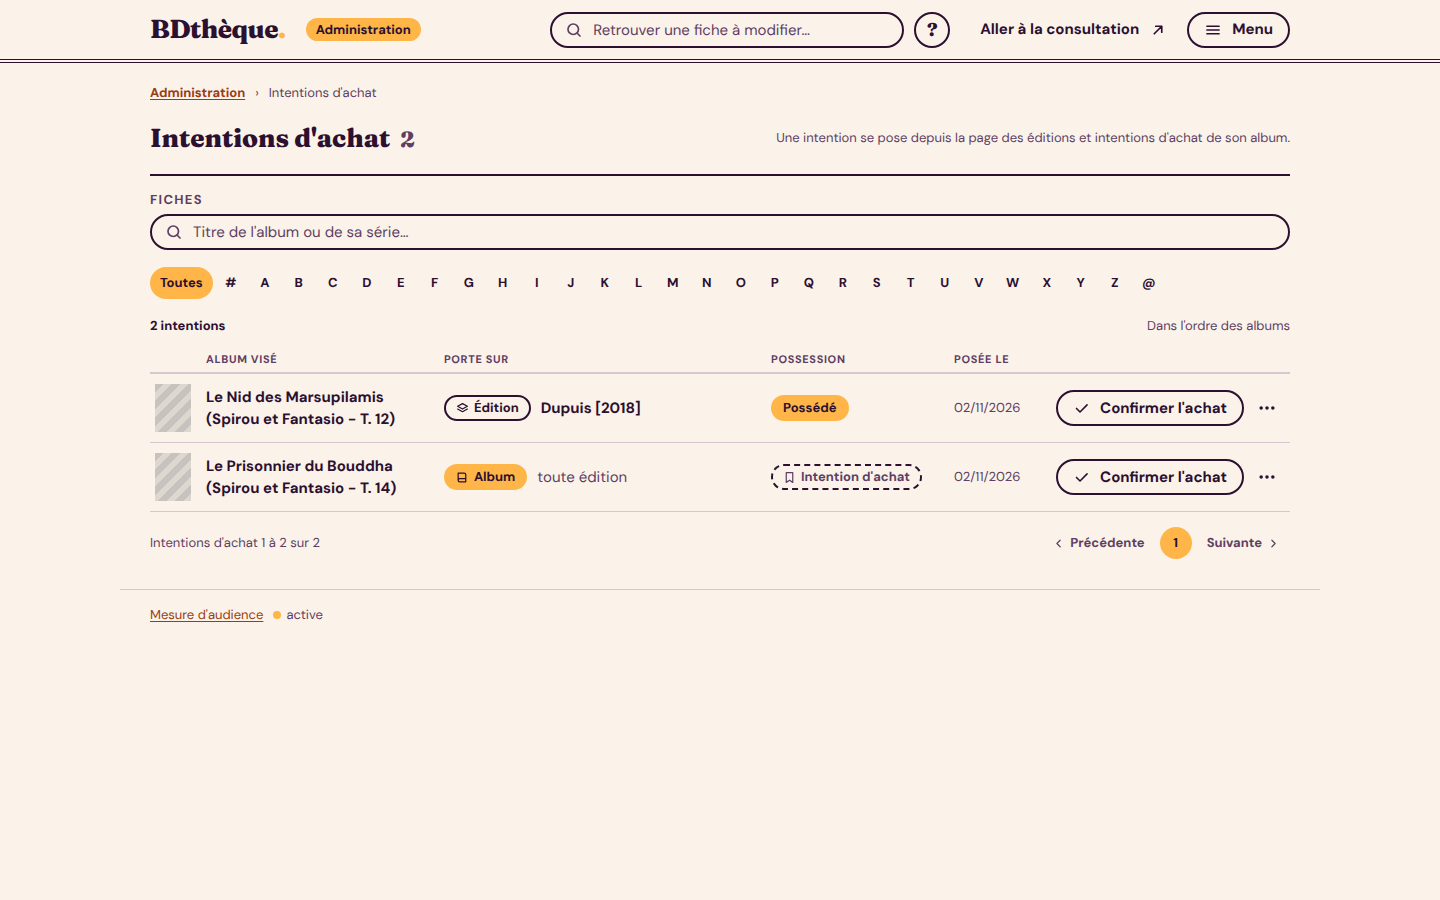 BDthèque. Administration Retrouver une fiche à modifier... ? Aller à la consultation Menu
Administration › Intentions d'achat
Intentions d'achat 2 Une intention se pose depuis la page des éditions et intentions d'achat de son album.
FICHES
Titre de l'album ou de sa série...
Toutes # A B C D E F G H I J K L M N O P Q R S T U V W X Y Z @
2 intentions Dans l'ordre des albums
ALBUM VISÉ PORTE SUR POSSESSION POSÉE LE
Le Nid des Marsupilamis
(Spirou et Fantasio - T. 12) Édition Dupuis [2018] Possédé 02/11/2026 Confirmer l'achat
Le Prisonnier du Bouddha
(Spirou et Fantasio - T. 14) Album toute édition Intention d'achat 02/11/2026 Confirmer l'achat
Intentions d'achat 1 à 2 sur 2 Précédente 1 Suivante
Mesure d'audience active